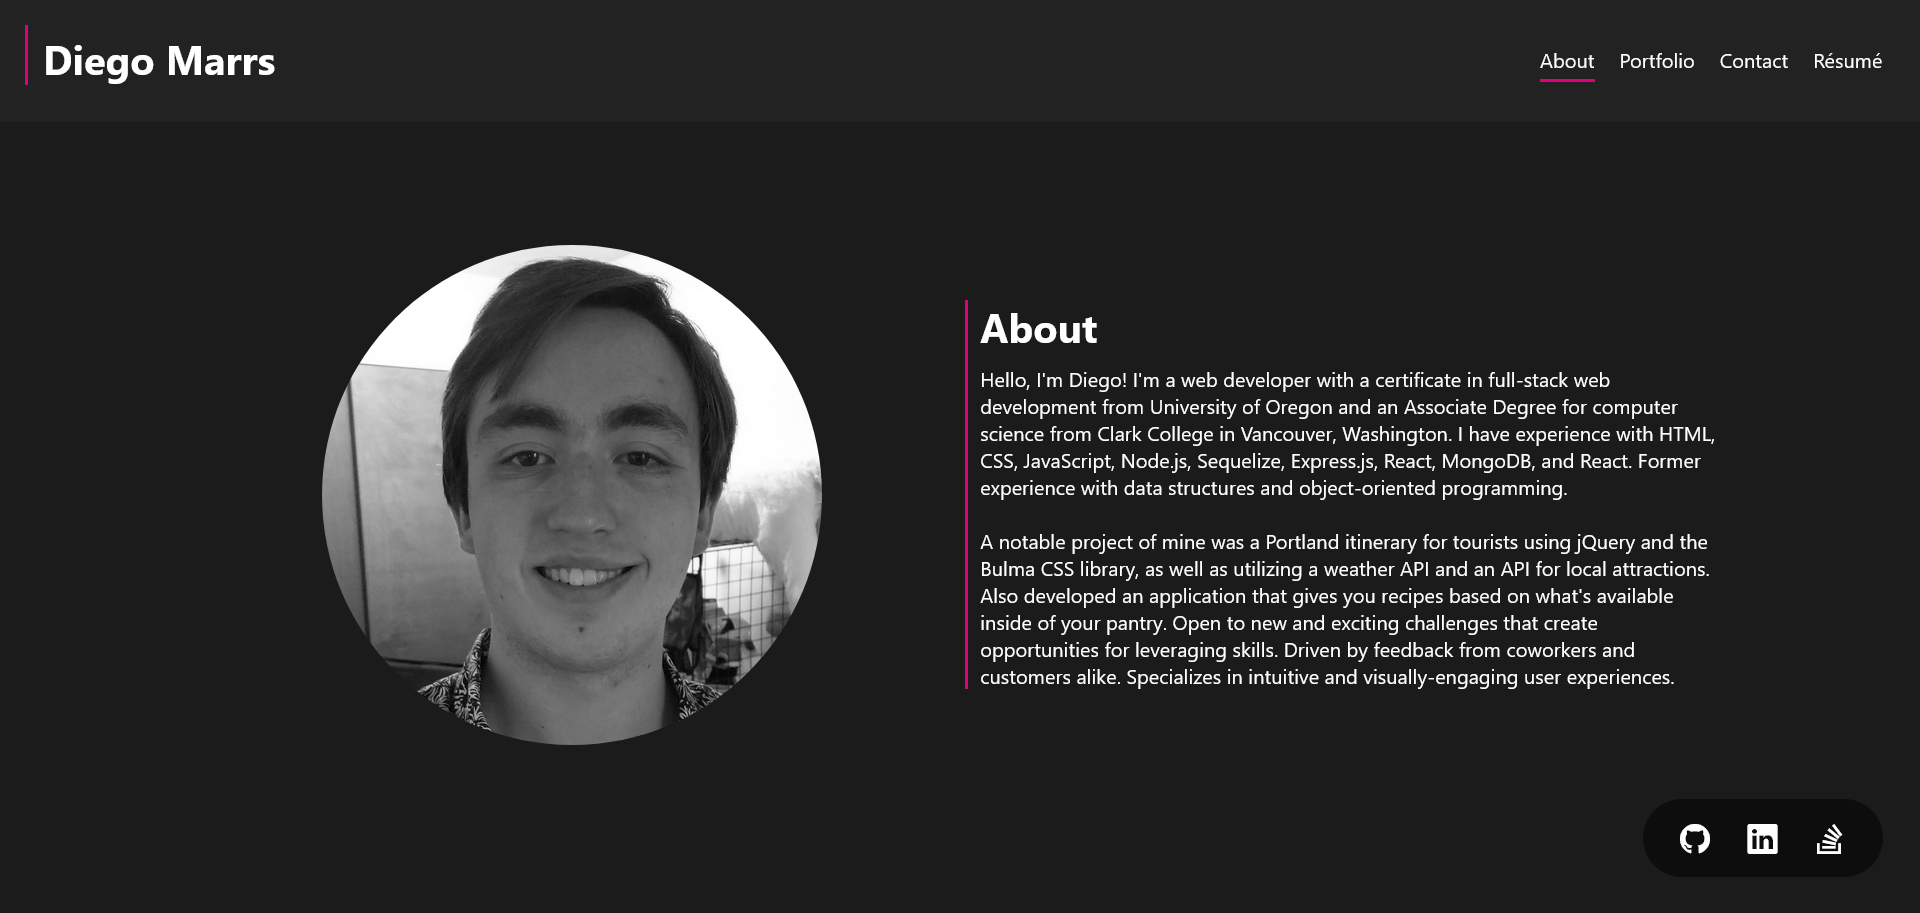 Diego Marrs
About Portfolio Contact Résumé
About
Hello, I'm Diego! I'm a web developer with a certificate in full-stack web
development from University of Oregon and an Associate Degree for computer
science from Clark College in Vancouver, Washington. I have experience with HTML,
CSS, JavaScript, Node.js, Sequelize, Express.js, React, MongoDB, and React. Former
experience with data structures and object-oriented programming.
A notable project of mine was a Portland itinerary for tourists using jQuery and the
Bulma CSS library, as well as utilizing a weather API and an API for local attractions.
Also developed an application that gives you recipes based on what's available
inside of your pantry. Open to new and exciting challenges that create
opportunities for leveraging skills. Driven by feedback from coworkers and
customers alike. Specializes in intuitive and visually-engaging user experiences.
in